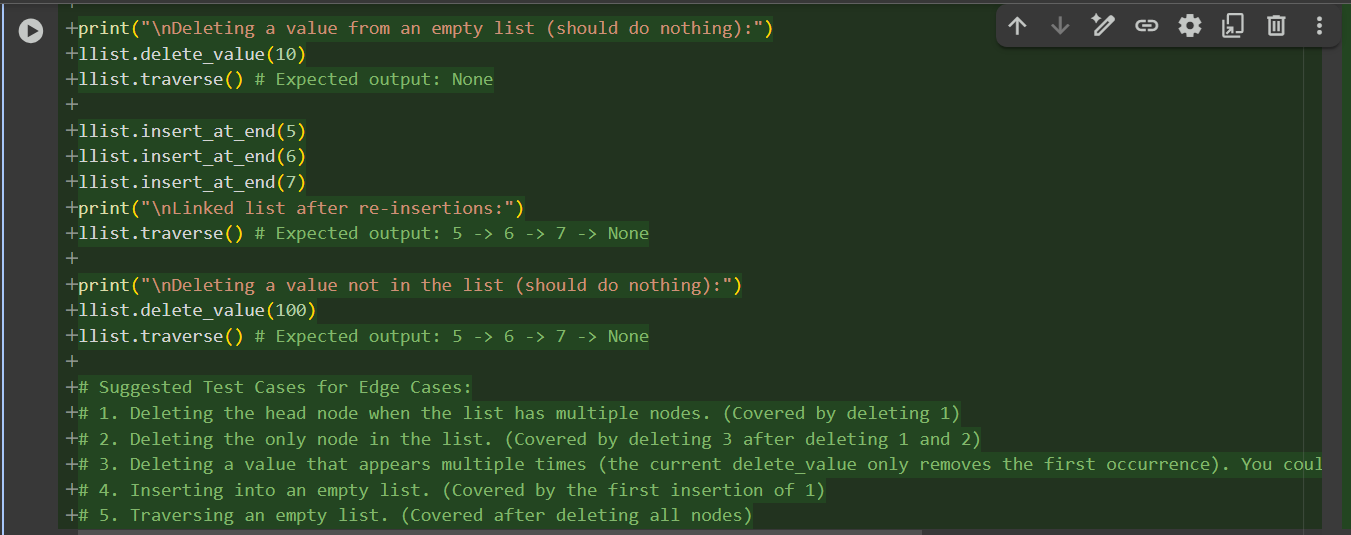 +print("\nDeleting a value from an empty list (should do nothing):")
+llist.delete_value(10)
+llist.traverse() # Expected output: None
+
+llist.insert_at_end(5)
+llist.insert_at_end(6)
+llist.insert_at_end(7)
+print("\nLinked list after re-insertions:")
+llist.traverse() # Expected output: 5 -> 6 -> 7 -> None
+
+print("\nDeleting a value not in the list (should do nothing):")
+llist.delete_value(100)
+llist.traverse() # Expected output: 5 -> 6 -> 7 -> None
+
+# Suggested Test Cases for Edge Cases:
+# 1. Deleting the head node when the list has multiple nodes. (Covered by deleting 1)
+# 2. Deleting the only node in the list. (Covered by deleting 3 after deleting 1 and 2)
+# 3. Deleting a value that appears multiple times (the current delete_value only removes the first occurrence). You coul
+# 4. Inserting into an empty list. (Covered by the first insertion of 1)
+# 5. Traversing an empty list. (Covered after deleting all nodes)